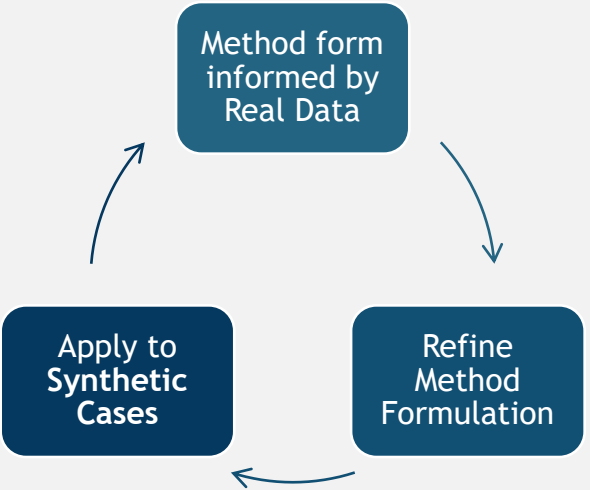 Method form
informed by
Real Data
Apply to
Synthetic
Cases
Refine
Method
Formulation